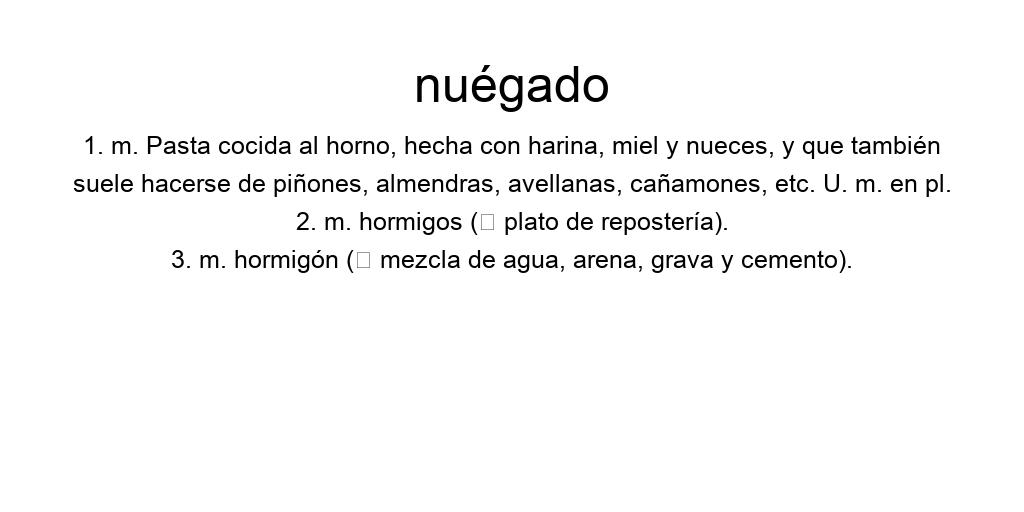 nuégado
1. m. Pasta cocida al horno, hecha con harina, miel y nueces, y que también
suele hacerse de piñones, almendras, avellanas, cañamones, etc. U. m. en pl.
2. m. hormigos (□ plato de repostería).
3. m. hormigón (□ mezcla de agua, arena, grava y cemento).